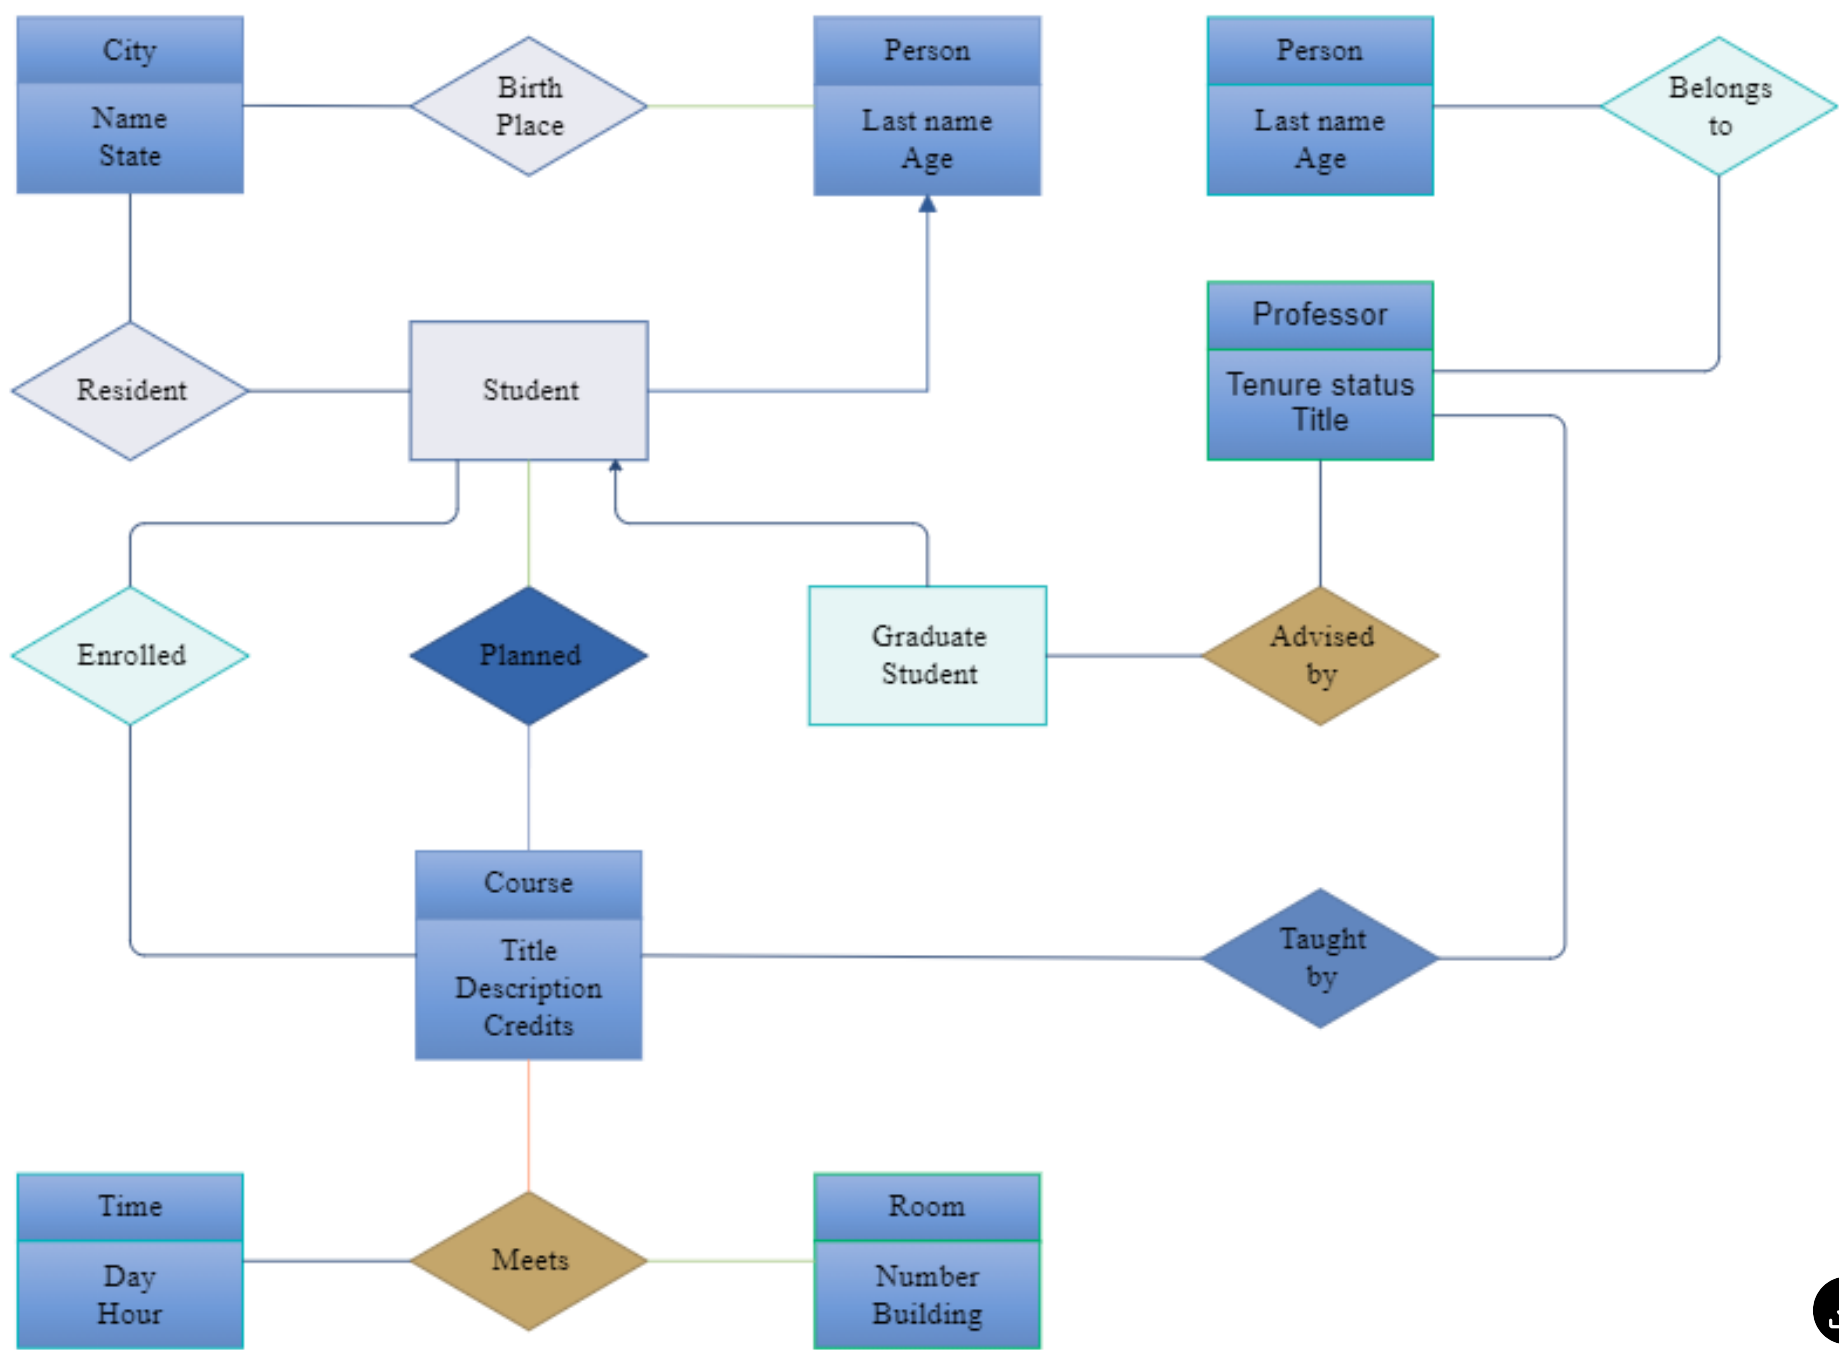 City
Name
State
Birth
Place
Person
Last name
Age
Person
Last name
Age
Belongs
to
Resident
Student
Professor
Tenure status
Title
Enrolled
Planned
Graduate
Student
Advised
by
Course
Title
Description
Credits
Taught
by
Time
Day
Hour
Meets
Room
Number
Building